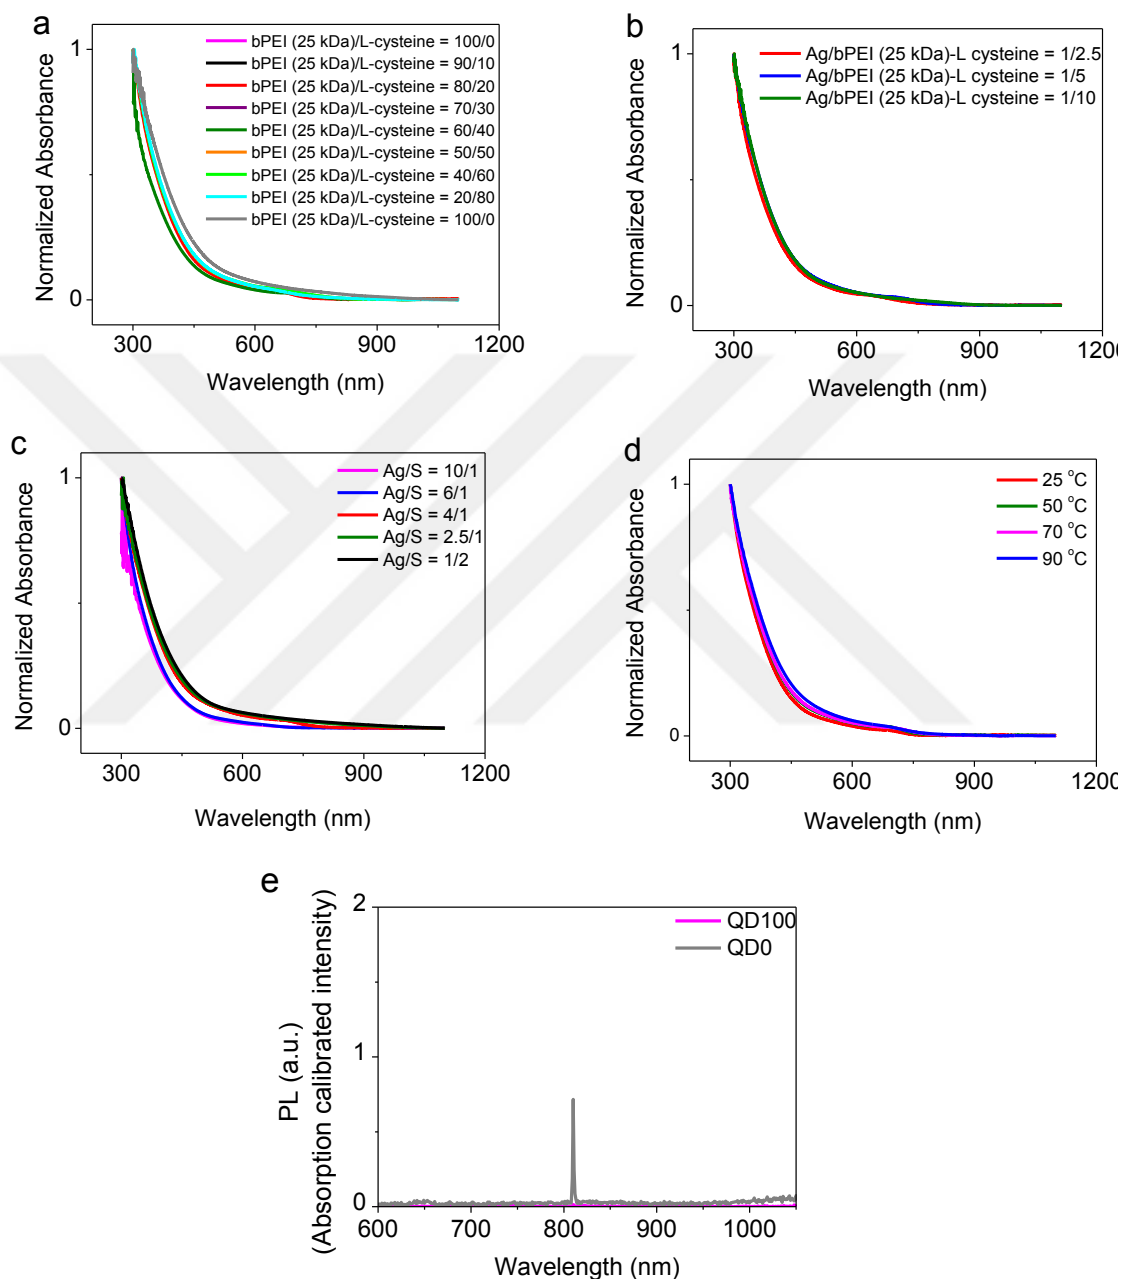 a
bPEI (25 kDa)/L-cysteine = 100/0
bPEI (25 kDa)/L-cysteine = 90/10
bPEI (25 kDa)/L-cysteine = 80/20
bPEI (25 kDa)/L-cysteine = 70/30
bPEI (25 kDa)/L-cysteine = 60/40
bPEI (25 kDa)/L-cysteine = 50/50
bPEI (25 kDa)/L-cysteine = 40/60
bPEI (25 kDa)/L-cysteine = 20/80
bPEI (25 kDa)/L-cysteine = 100/0
Normalized Absorbance
1
0
300 600 900 1200
Wavelength (nm)
b
Ag/bPEI (25 kDa)-L cysteine = 1/2.5
Ag/bPEI (25 kDa)-L cysteine = 1/5
Ag/bPEI (25 kDa)-L cysteine = 1/10
Normalized Absorbance
1
0
300 600 900 1200
Wavelength (nm)
c
Ag/S = 10/1
Ag/S = 6/1
Ag/S = 4/1
Ag/S = 2.5/1
Ag/S = 1/2
Normalized Absorbance
1
0
300 600 900 1200
Wavelength (nm)
d
25 °C
50 °C
70 °C
90 °C
Normalized Absorbance
1
0
300 600 900 1200
Wavelength (nm)
e
QD100
QD0
PL (a.u.)
(Absorption calibrated intensity)
2
1
0
600 700 800 900 1000
Wavelength (nm)